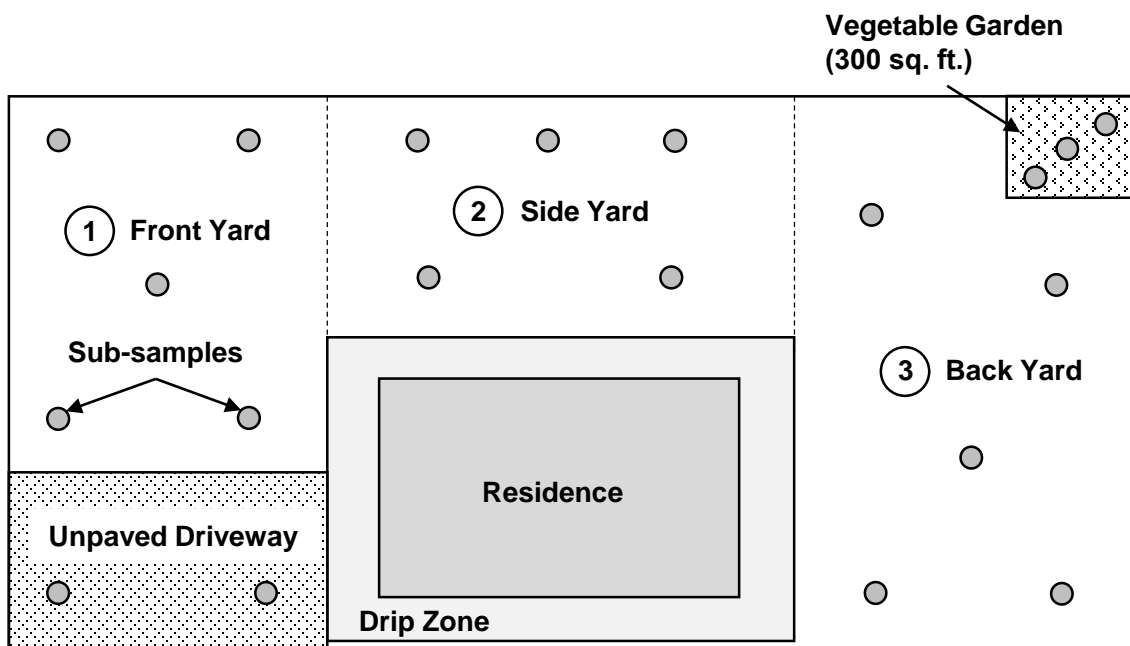 Vegetable Garden
(300 sq. ft.)
1 Front Yard
2 Side Yard
Sub-samples
3 Back Yard
Residence
Unpaved Driveway
Drip Zone